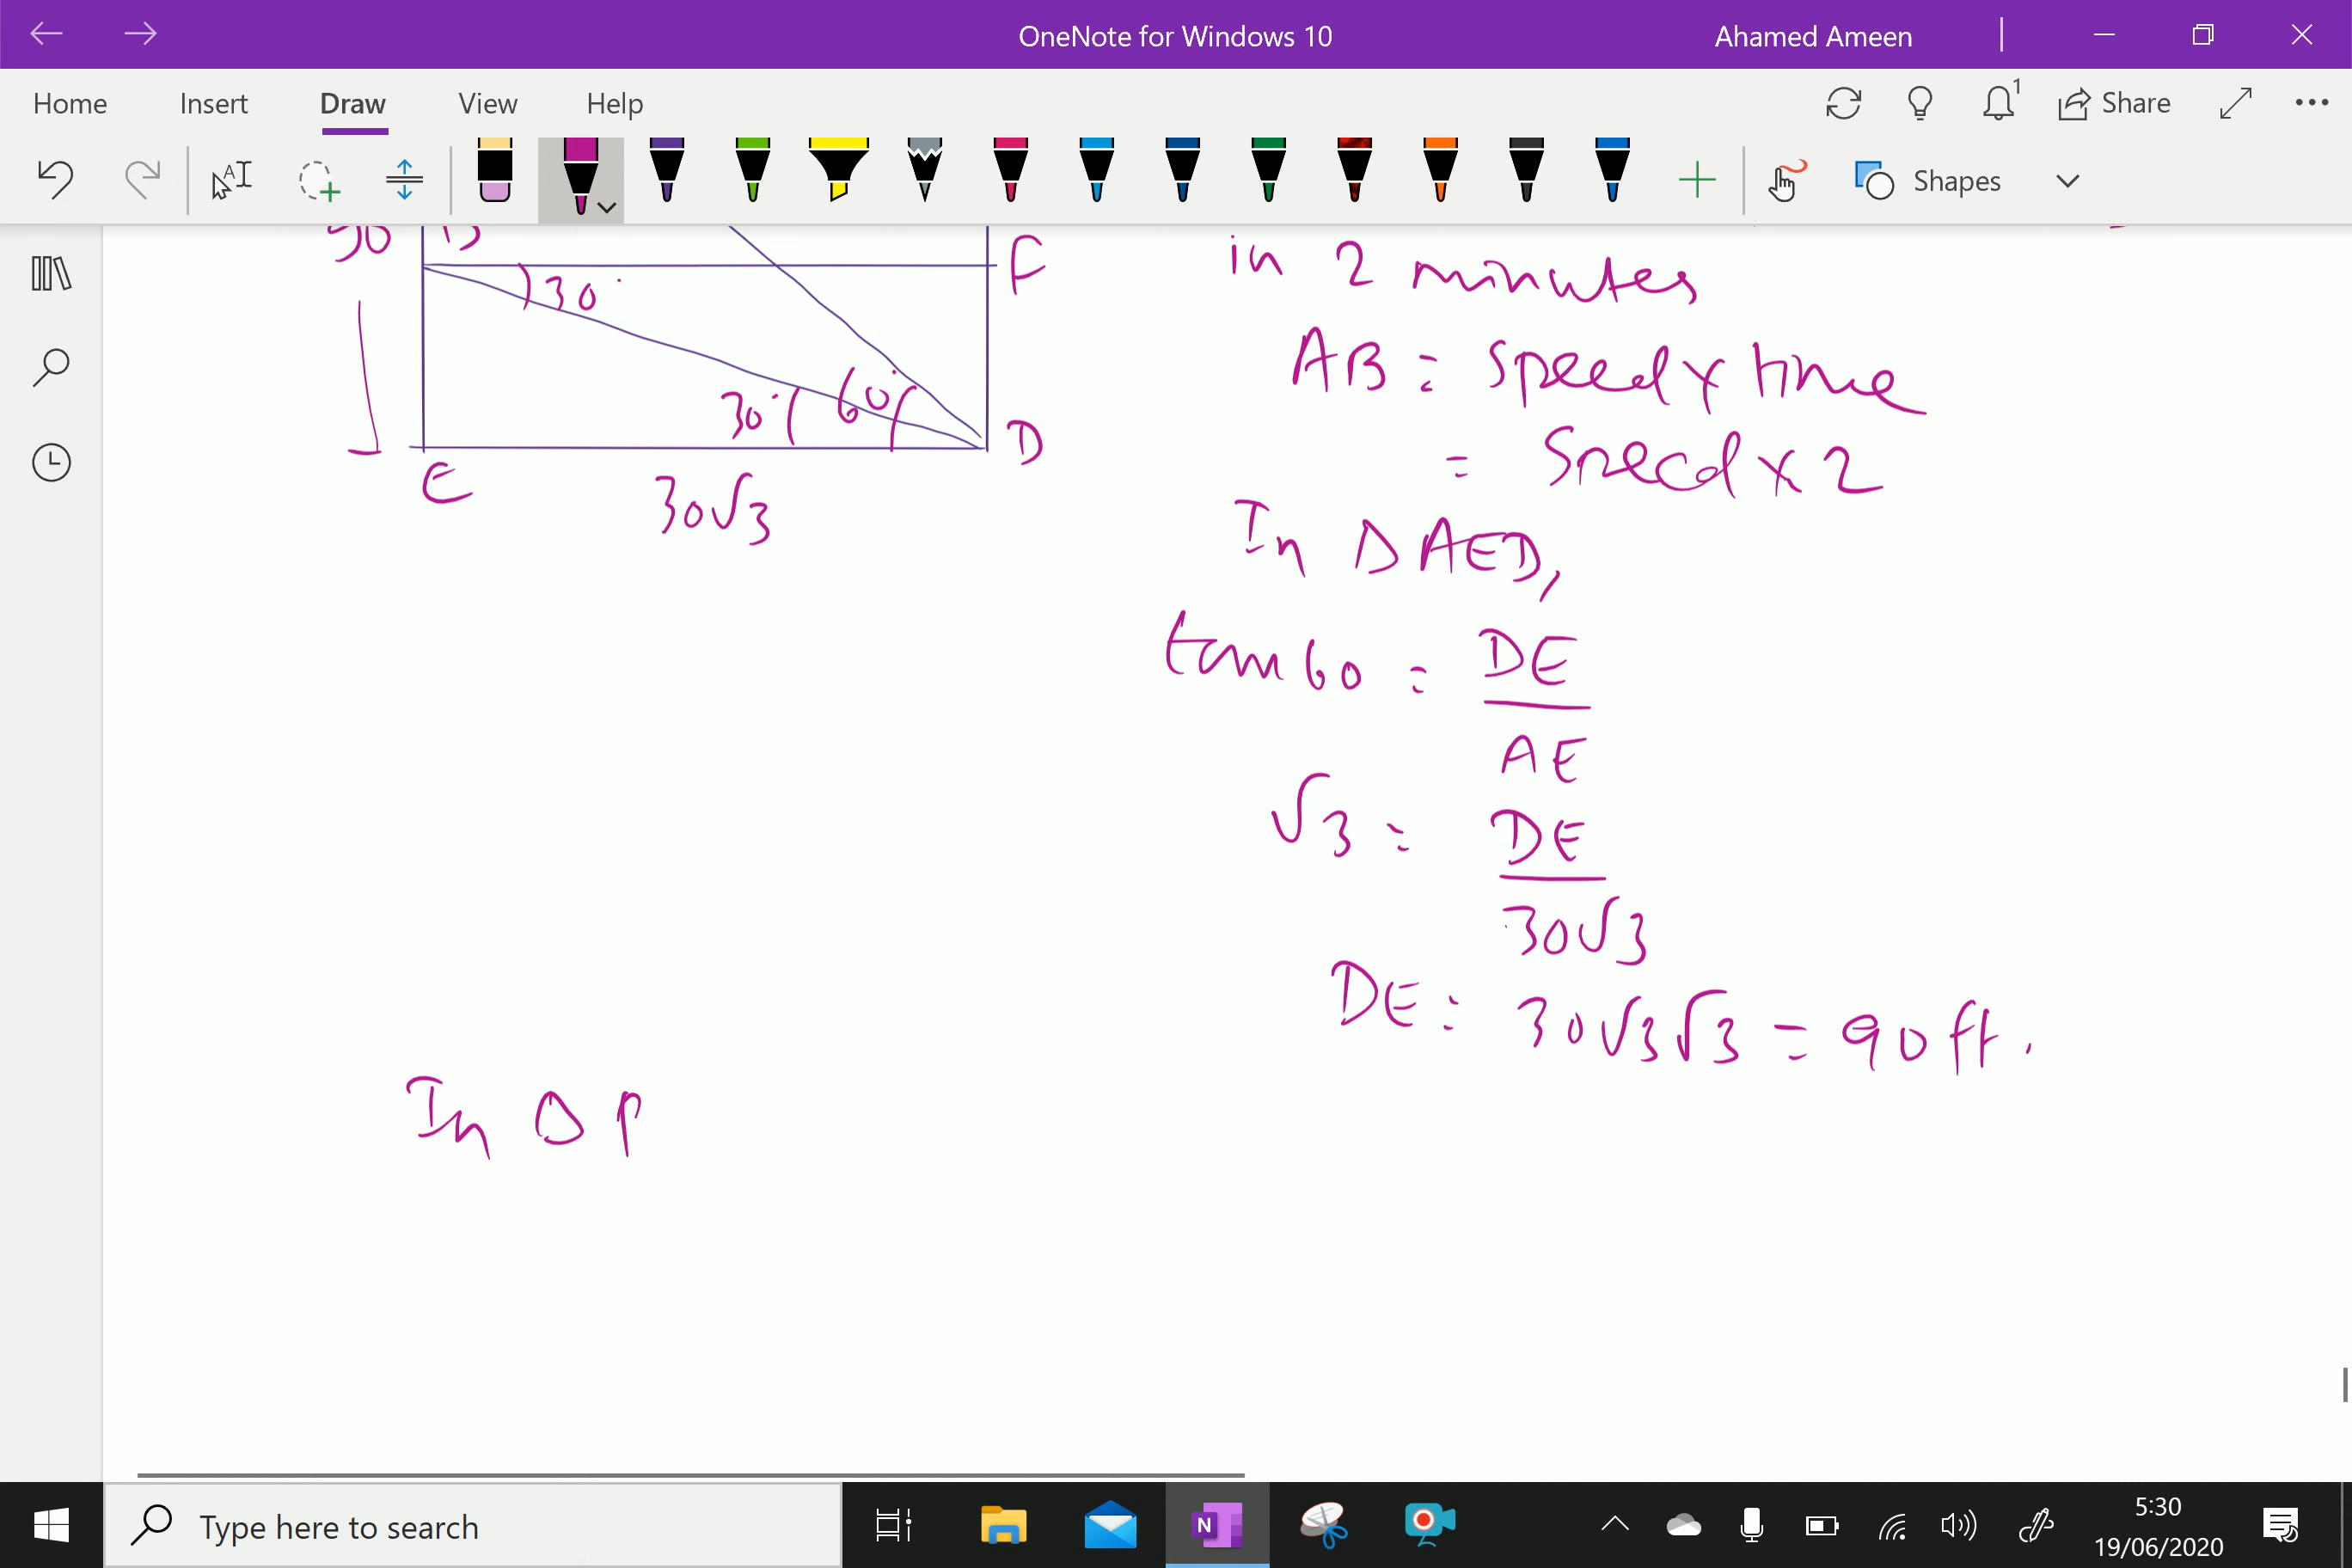 OneNote for Windows 10
Ahamed Ameen
Home Insert Draw View Help
1
Share
Shapes
in 2 minutes
30°
30° 60°
D
E
30√3
AB = speed x time
= Speed x 2
In Δ AED,
tan 60 = DE
AE
√3 = DE
30√3
DE = 30√3√3 = 90 ft.
In Δ
Type here to search
N
5:30
19/06/2020